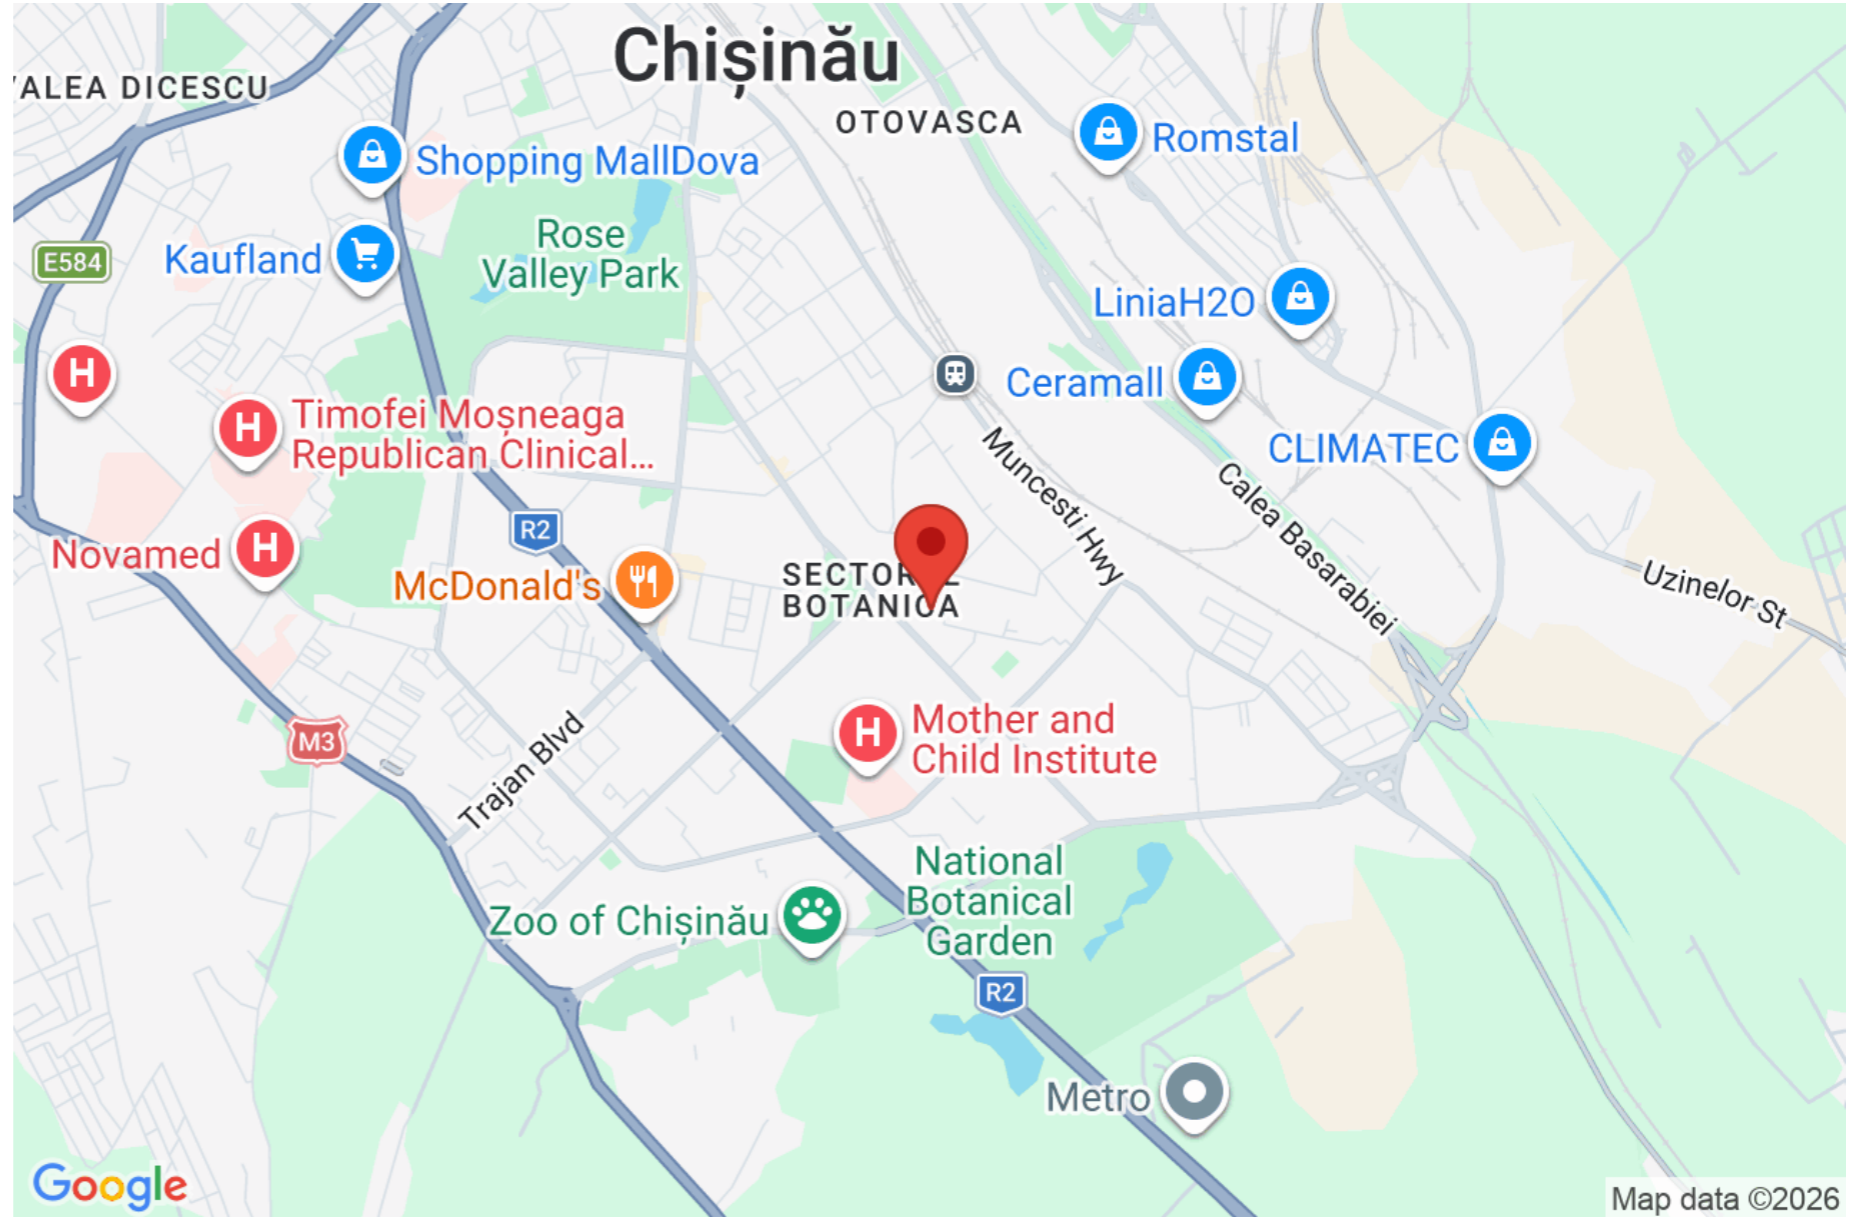 Chișinău
VALEA DICESCU
OTOVASCA
Romstal
Shopping MallDova
Rose
Valley Park
Kaufland
E584
LiniaH2O
Ceramall
H
H
Timofei Moșneaga
Republican Clinical...
Muncesti Hwy
CLIMATEC
Calea Basarabiei
R2
Novamed
H
McDonald's
SECTORUL
BOTANICA
Uzinelor St
M3
Trajan Blvd
H
Mother and
Child Institute
National
Botanical
Garden
Zoo of Chișinău
R2
Metro
Google
Map data ©2026